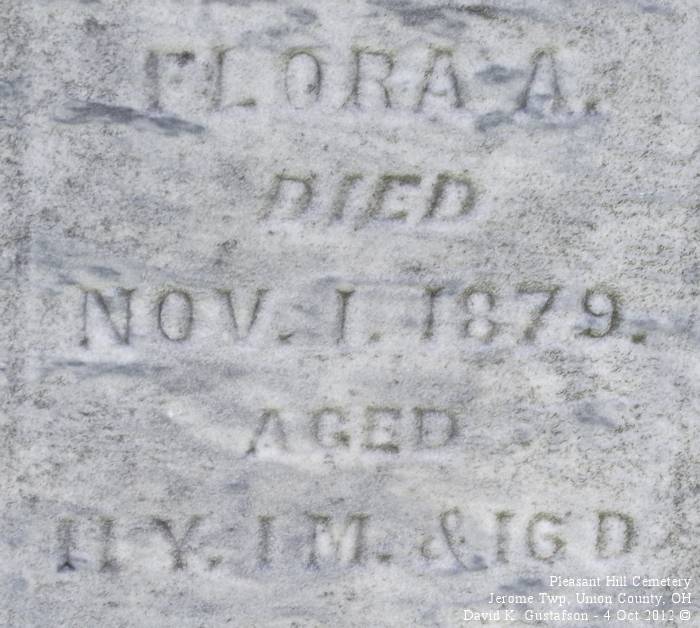 FLORA A.
DIED
NOV. 1. 1879.
AGED
11 Y. 1 M. & 16 D
Pleasant Hill Cemetery
Jerome Twp, Union County, OH
David K. Gustafson - 4 Oct 2012 ©